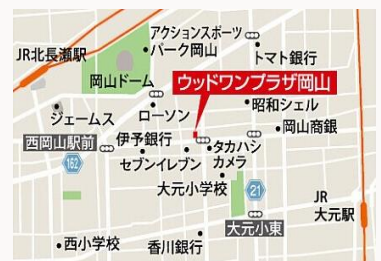 アクションスポーツ
パーク岡山
トマト銀行
JR北長瀬駅
岡山ドーム
ウッドワンプラザ岡山
ジェームス
ローソン
昭和シェル
岡山商銀
西岡山駅前
伊予銀行
タカハシ
カメラ
162
セブンイレブン
大元小学校
21
JR
大元駅
大元小東
西小学校
香川銀行